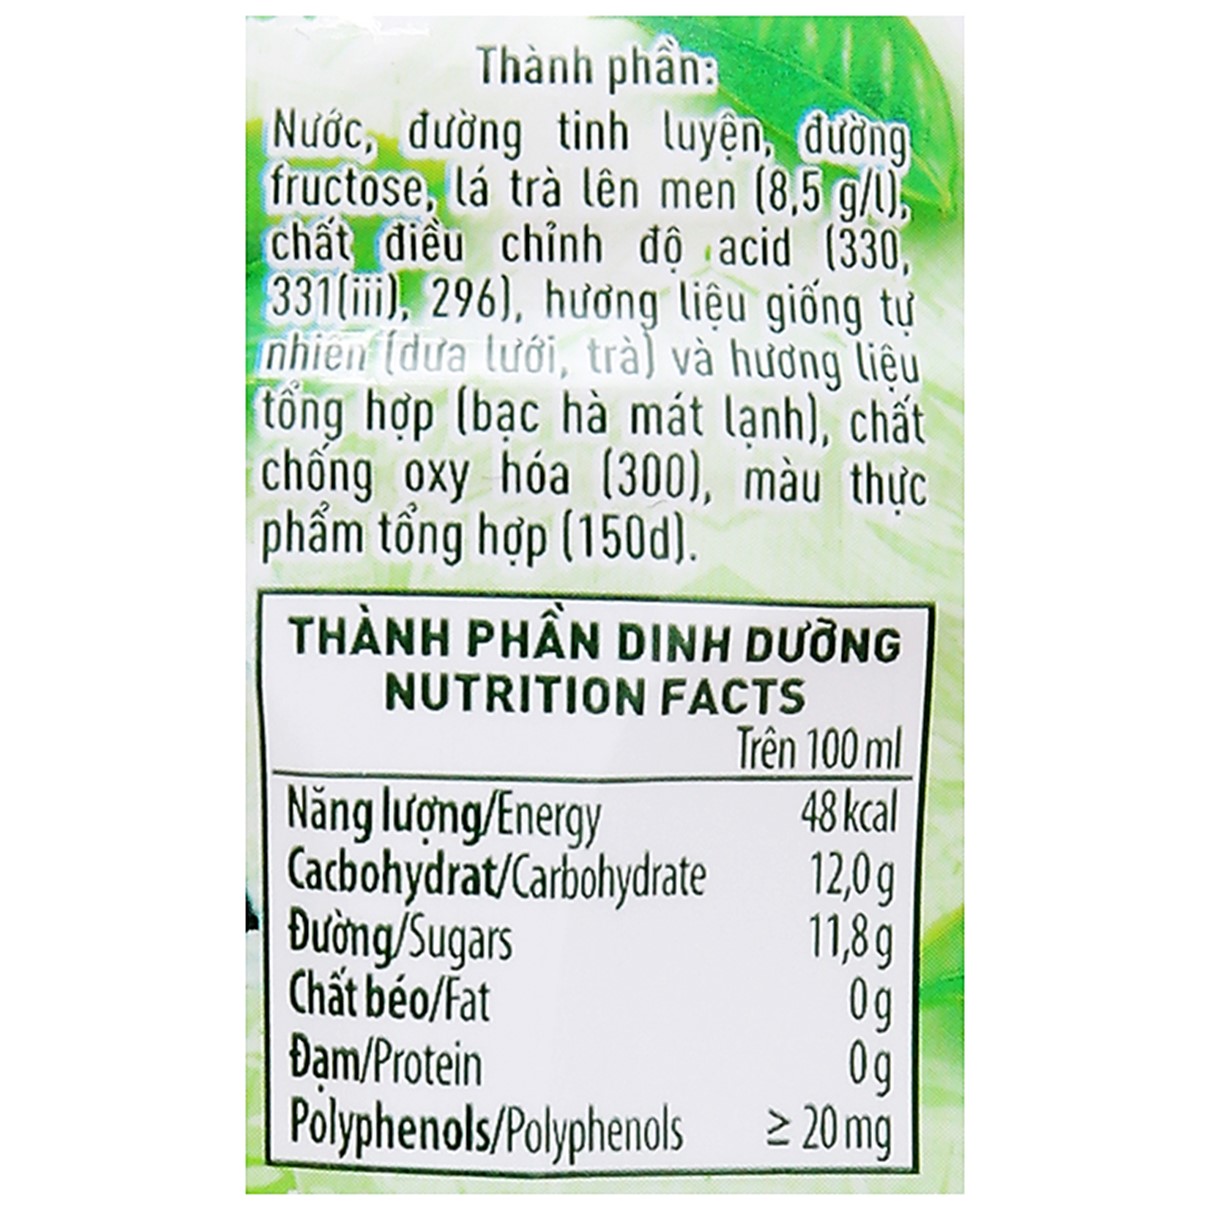 Thành phần:
Nước, đường tinh luyện, đường
fructose, lá trà lên men (8,5 g/l),
chất điều chỉnh độ acid (330,
331(iii), 296), hương liệu giống tự
nhiên (dưa lưới, trà) và hương liệu
tổng hợp (bạc hà mát lạnh), chất
chống oxy hóa (300), màu thực
phẩm tổng hợp (150d).
THÀNH PHẦN DINH DƯỠNG
NUTRITION FACTS
Trên 100 ml
Năng lượng/Energy 48 kcal
Cacbohydrat/Carbohydrate 12,0 g
Đường/Sugars 11,8 g
Chất béo/Fat 0 g
Đạm/Protein 0 g
Polyphenols/Polyphenols ≥ 20 mg